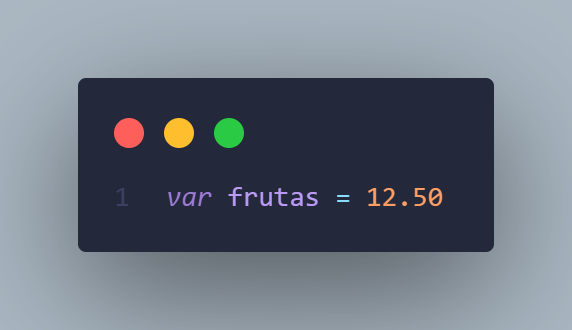 1 var frutas = 12.50